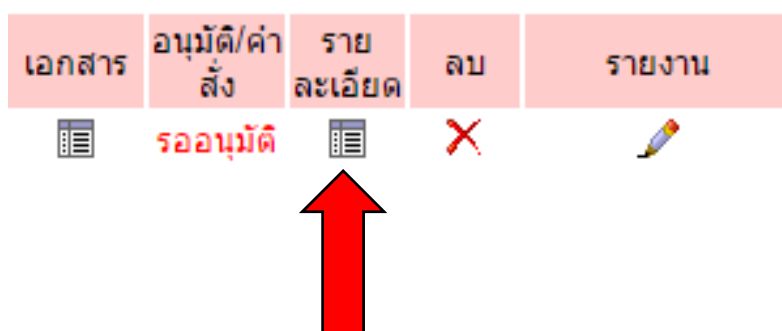 เอกสาร
อนุมัติ/คำ
สั่ง
ราย
ละเอียด
ลบ
รายงาน
รออนุมัติ